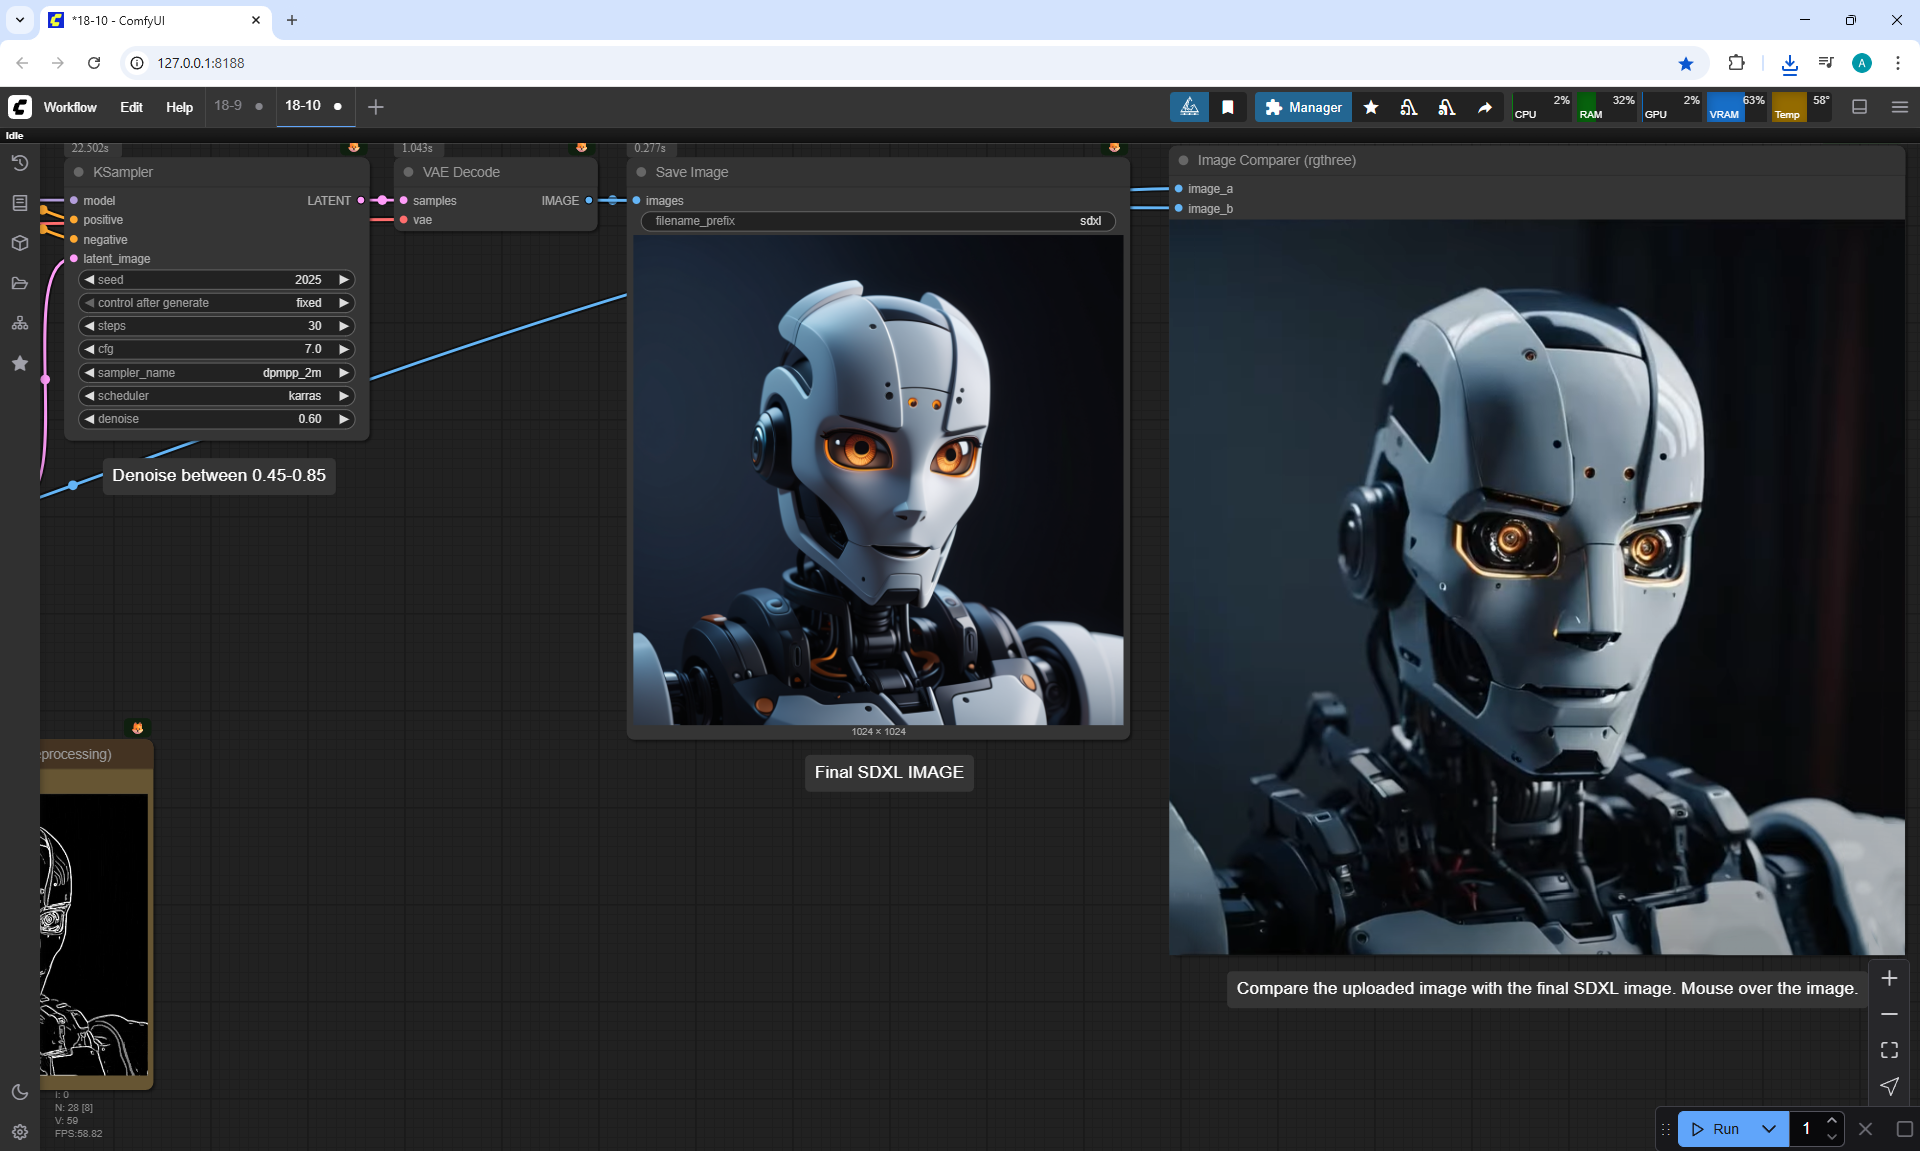 *18-10 - ComfyUI
127.0.0.1:8188
A
Workflow
Edit
Help
18-9
18-10
Manager
CPU
2%
RAM
32%
GPU
2%
VRAM
63%
Temp
58°
Idle
22.502s
KSampler
model
LATENT
positive
negative
latent_image
seed
2025
control after generate
fixed
steps
30
cfg
7.0
sampler_name
dpmpp_2m
scheduler
karras
denoise
0.60
Denoise between 0.45-0.85
1.043s
VAE Decode
samples
IMAGE
vae
0.277s
Save Image
images
filename_prefix
sdxl
1024 × 1024
Final SDXL IMAGE
Image Comparer (rgthree)
image_a
image_b
Compare the uploaded image with the final SDXL image. Mouse over the image.
eprocessing)
I: 0
N: 28 [8]
V: 59
FPS:58.82
Run
1